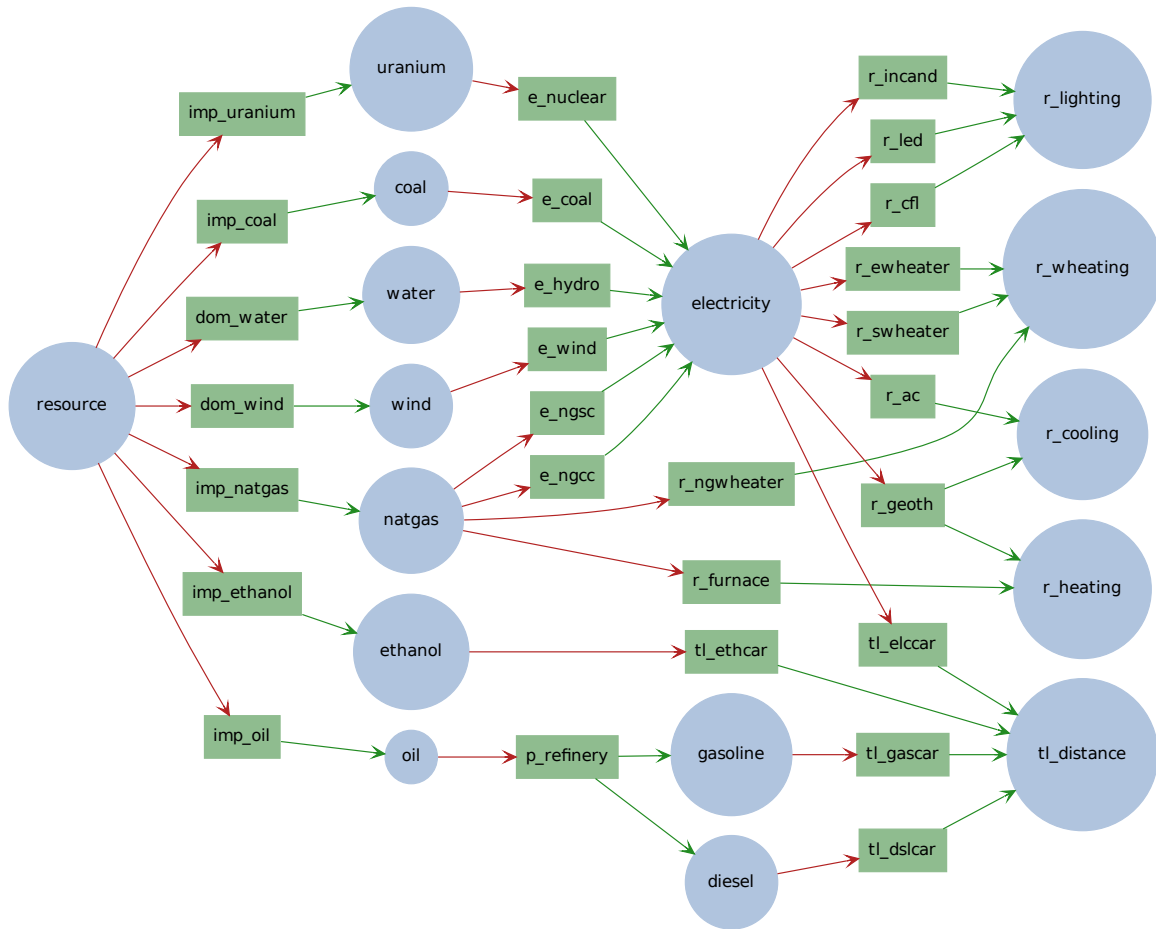 resource
imp_uranium
imp_coal
dom_water
dom_wind
imp_natgas
imp_ethanol
imp_oil
uranium
coal
water
wind
natgas
ethanol
oil
e_nuclear
e_coal
e_hydro
e_wind
e_ngsc
e_ngcc
p_refinery
electricity
r_ngwheater
r_furnace
tl_ethcar
gasoline
diesel
r_incand
r_led
r_cfl
r_ewheater
r_swheater
r_ac
r_geoth
tl_elccar
tl_gascar
tl_dslcar
r_lighting
r_wheating
r_cooling
r_heating
tl_distance